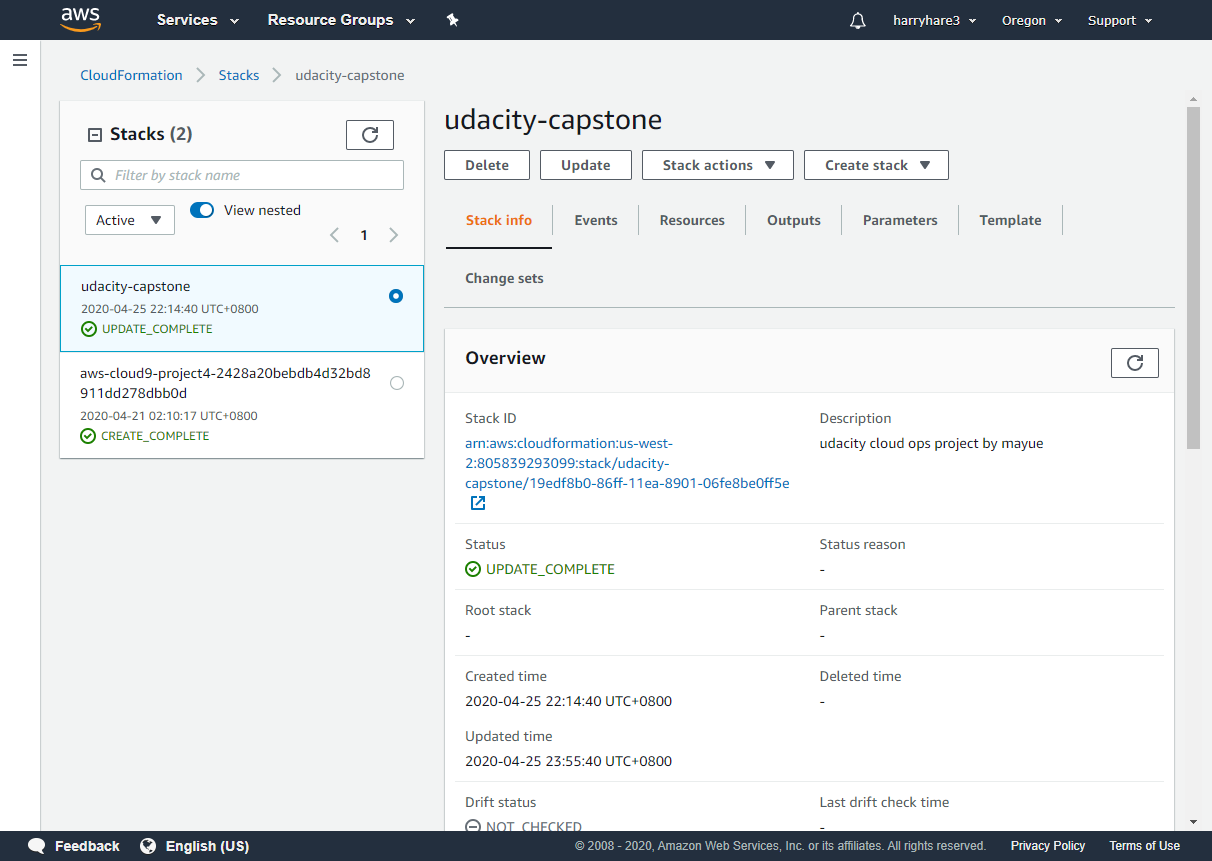 aws Services Resource Groups harryhare3 Oregon Support
CloudFormation Stacks udacity-capstone
Stacks (2)
Filter by stack name
Active View nested
1
udacity-capstone
2020-04-25 22:14:40 UTC+0800
UPDATE_COMPLETE
aws-cloud9-project4-2428a20bebdb4d32bd8
911dd278dbb0d
2020-04-21 02:10:17 UTC+0800
CREATE_COMPLETE
udacity-capstone
Delete Update Stack actions Create stack
Stack info Events Resources Outputs Parameters Template
Change sets
Overview
Stack ID
arn:aws:cloudformation:us-west-
2:805839293099:stack/udacity-
capstone/19edf8b0-86ff-11ea-8901-06fe8be0ff5e
Description
udacity cloud ops project by mayue
Status
UPDATE_COMPLETE
Status reason
-
Root stack
-
Parent stack
-
Created time
2020-04-25 22:14:40 UTC+0800
Deleted time
-
Updated time
2020-04-25 23:55:40 UTC+0800
Drift status
NOT_CHECKED
Last drift check time
-
Feedback English (US) © 2008 - 2020, Amazon Web Services, Inc. or its affiliates. All rights reserved. Privacy Policy Terms of Use